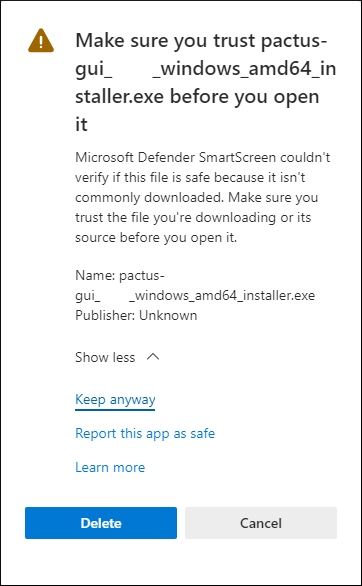 Make sure you trust pactus-
gui_ _windows_amd64_in
staller.exe before you open
it
Microsoft Defender SmartScreen couldn't
verify if this file is safe because it isn't
commonly downloaded. Make sure you
trust the file you're downloading or its
source before you open it.
Name: pactus-
gui_ _windows_amd64_installer.exe
Publisher: Unknown
Show less
Keep anyway
Report this app as safe
Learn more
Delete
Cancel